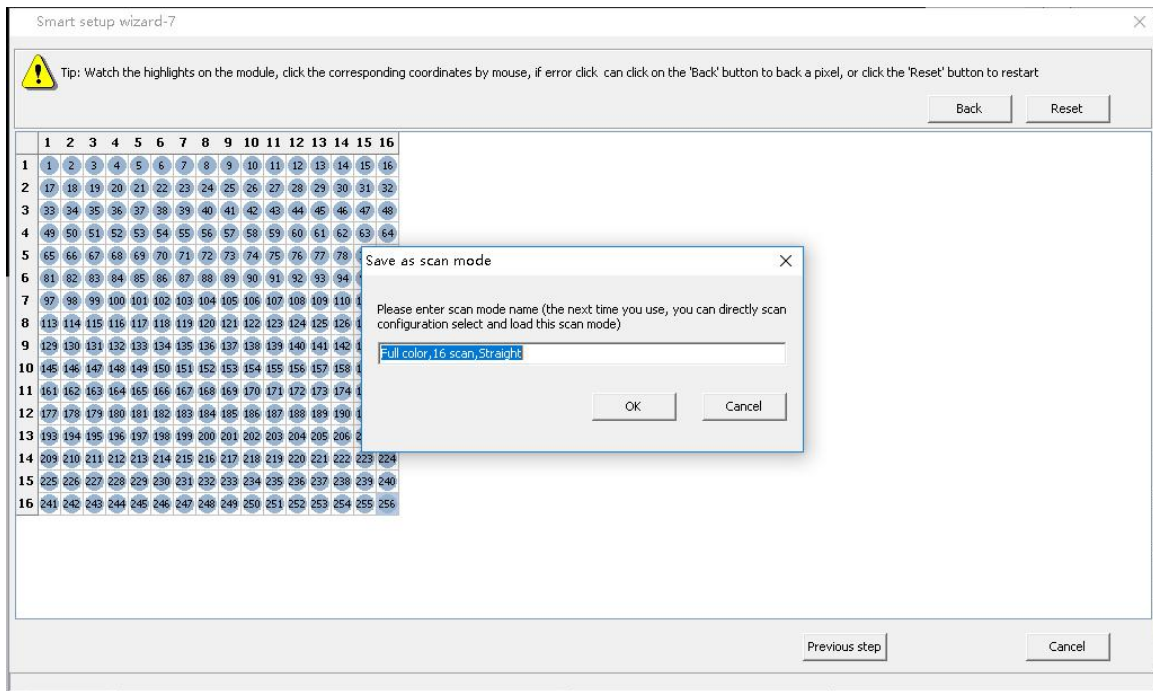 Smart setup wizard-7
Tip: Watch the highlights on the module, click the corresponding coordinates by mouse, if error click can click on the 'Back' button to back a pixel, or click the 'Reset' button to restart
Back Reset
1 2 3 4 5 6 7 8 9 10 11 12 13 14 15 16
1 1 2 3 4 5 6 7 8 9 10 11 12 13 14 15 16
2 17 18 19 20 21 22 23 24 25 26 27 28 29 30 31 32
3 33 34 35 36 37 38 39 40 41 42 43 44 45 46 47 48
4 49 50 51 52 53 54 55 56 57 58 59 60 61 62 63 64
5 65 66 67 68 69 70 71 72 73 74 75 76 77 78
6 81 82 83 84 85 86 87 88 89 90 91 92 93 94
7 97 98 99 100 101 102 103 104 105 106 107 108 109 110
8 113 114 115 116 117 118 119 120 121 122 123 124 125 126
9 129 130 131 132 133 134 135 136 137 138 139 140 141 142
10 145 146 147 148 149 150 151 152 153 154 155 156 157 158
11 161 162 163 164 165 166 167 168 169 170 171 172 173 174
12 177 178 179 180 181 182 183 184 185 186 187 188 189 190
13 193 194 195 196 197 198 199 200 201 202 203 204 205 206
14 209 210 211 212 213 214 215 216 217 218 219 220 221 222 223 224
15 225 226 227 228 229 230 231 232 233 234 235 236 237 238 239 240
16 241 242 243 244 245 246 247 248 249 250 251 252 253 254 255 256
Save as scan mode
Please enter scan mode name (the next time you use, you can directly scan
configuration select and load this scan mode)
Full color,16 scan,Straight
OK Cancel
Previous step Cancel